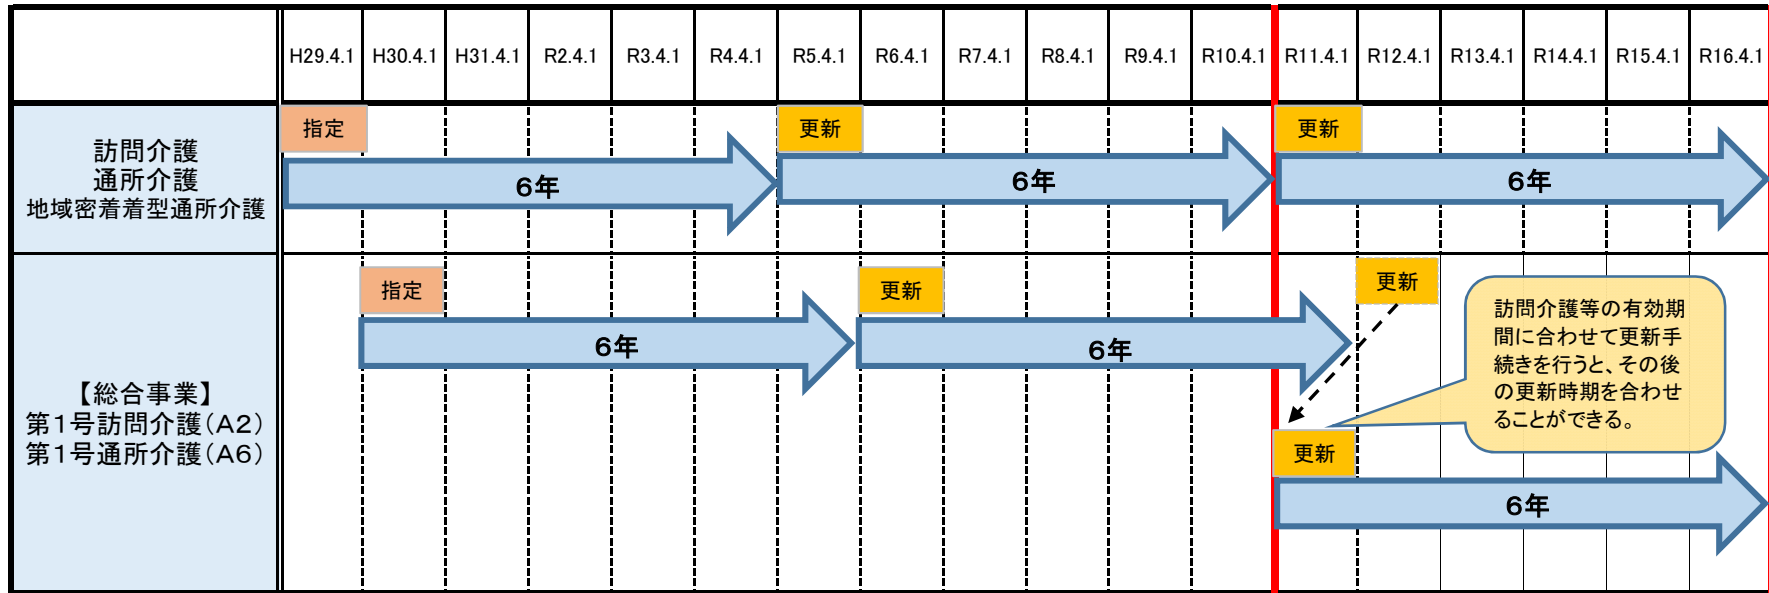 H29.4.1 H30.4.1 H31.4.1 R2.4.1 R3.4.1 R4.4.1 R5.4.1 R6.4.1 R7.4.1 R8.4.1 R9.4.1 R10.4.1 R11.4.1 R12.4.1 R13.4.1 R14.4.1 R15.4.1 R16.4.1
訪問介護
通所介護
地域密着着型通所介護
指定
更新
更新
6年
6年
6年
【総合事業】
第1号訪問介護(A2)
第1号通所介護(A6)
指定
更新
更新
6年
6年
訪問介護等の有効期
間に合わせて更新手
続きを行うと、その後
の更新時期を合わせ
ることができる。
更新
6年